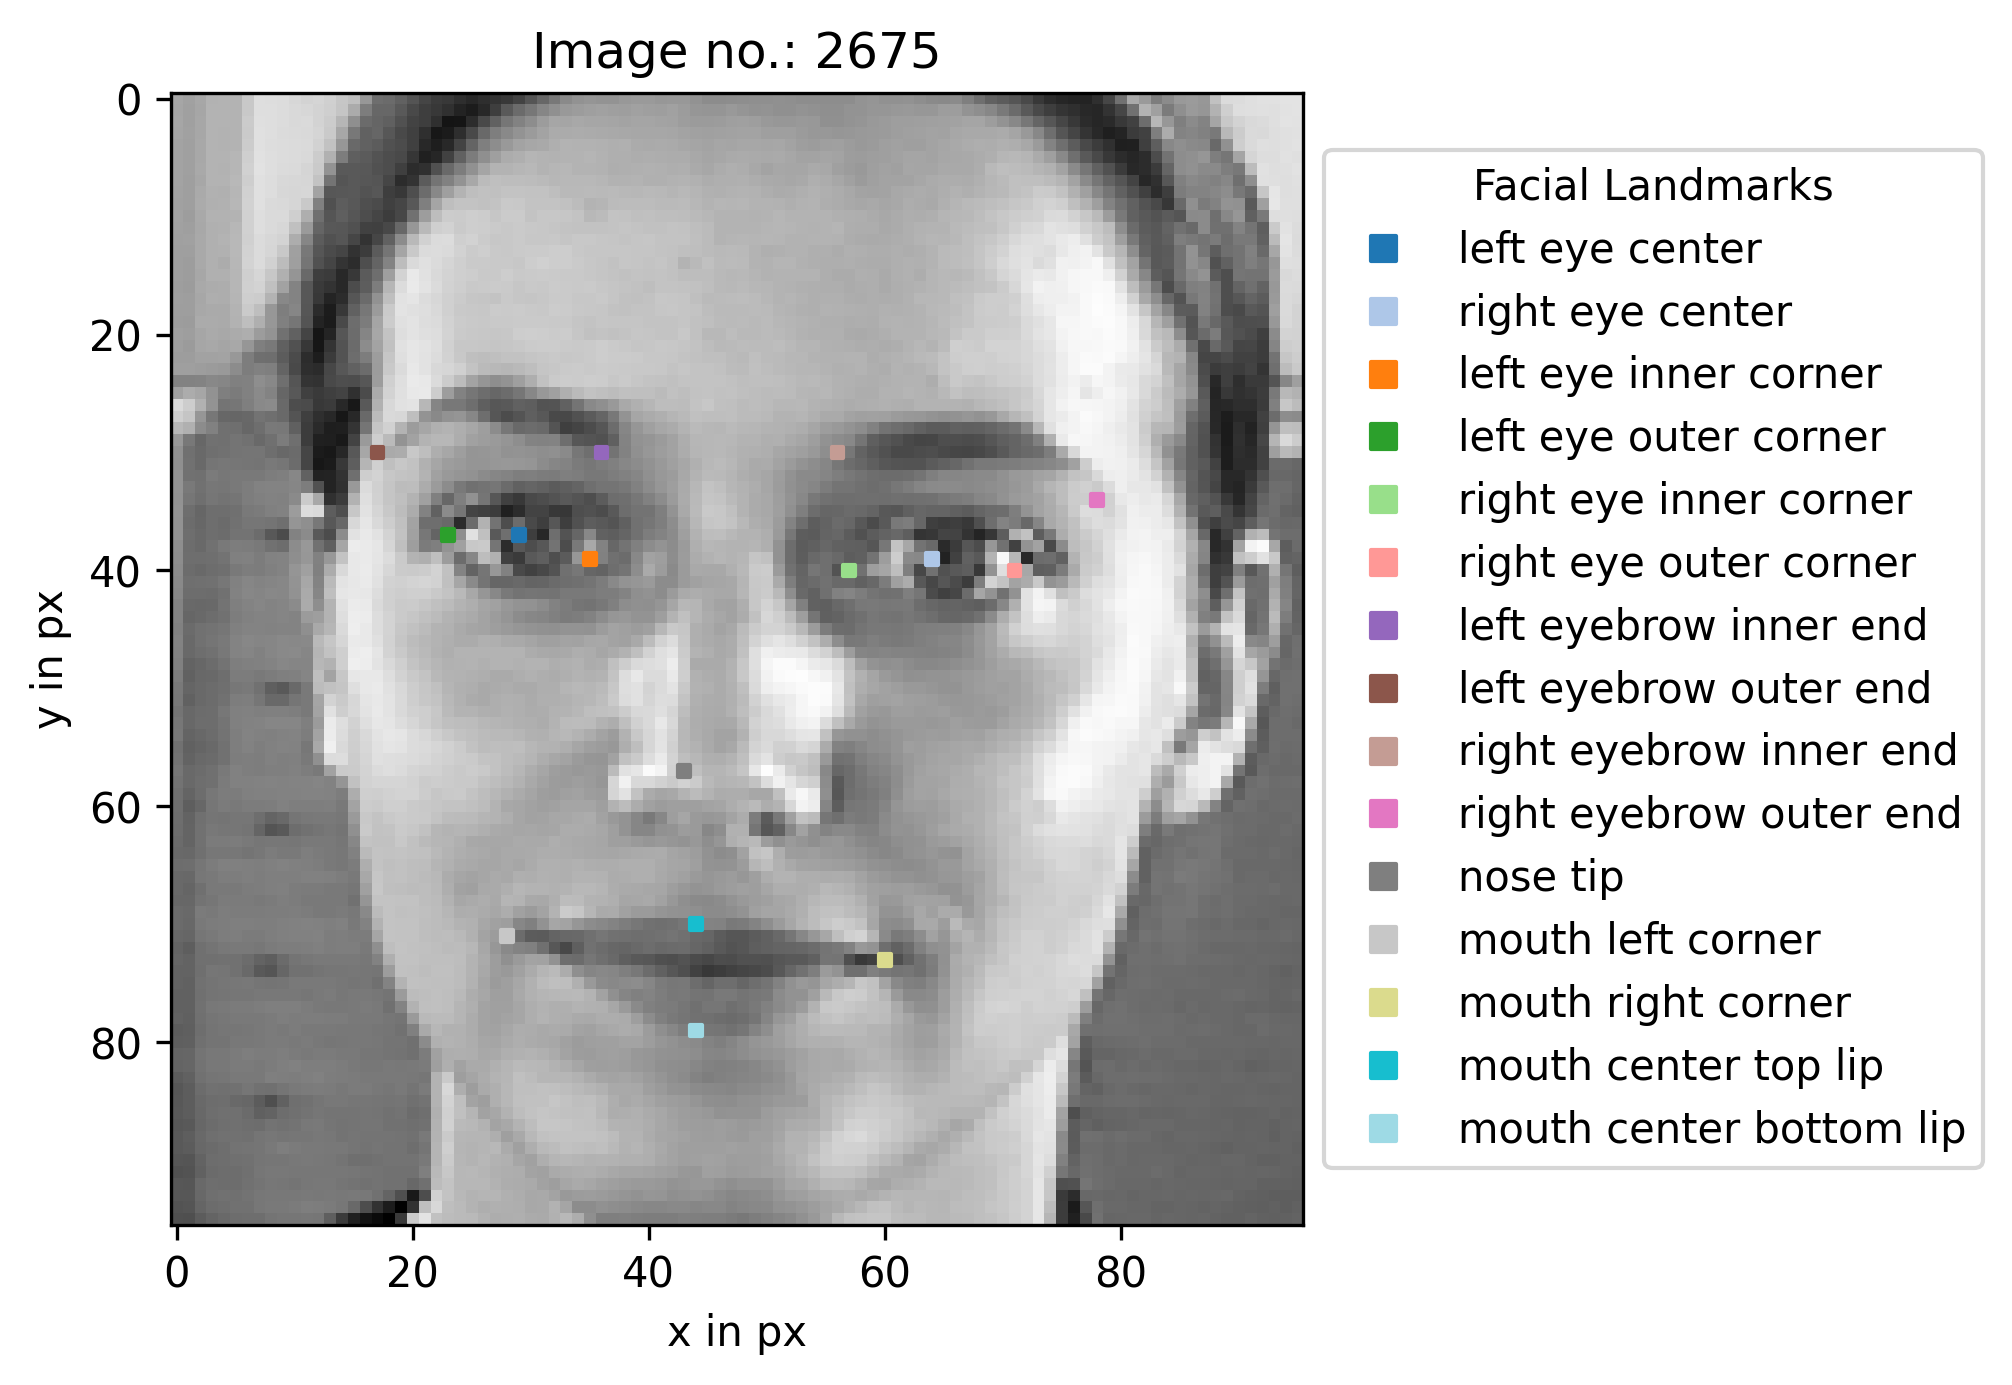 Image no.: 2675
0
20
40
60
80
y in px
0 20 40 60 80
x in px
Facial Landmarks
left eye center
right eye center
left eye inner corner
left eye outer corner
right eye inner corner
right eye outer corner
left eyebrow inner end
left eyebrow outer end
right eyebrow inner end
right eyebrow outer end
nose tip
mouth left corner
mouth right corner
mouth center top lip
mouth center bottom lip